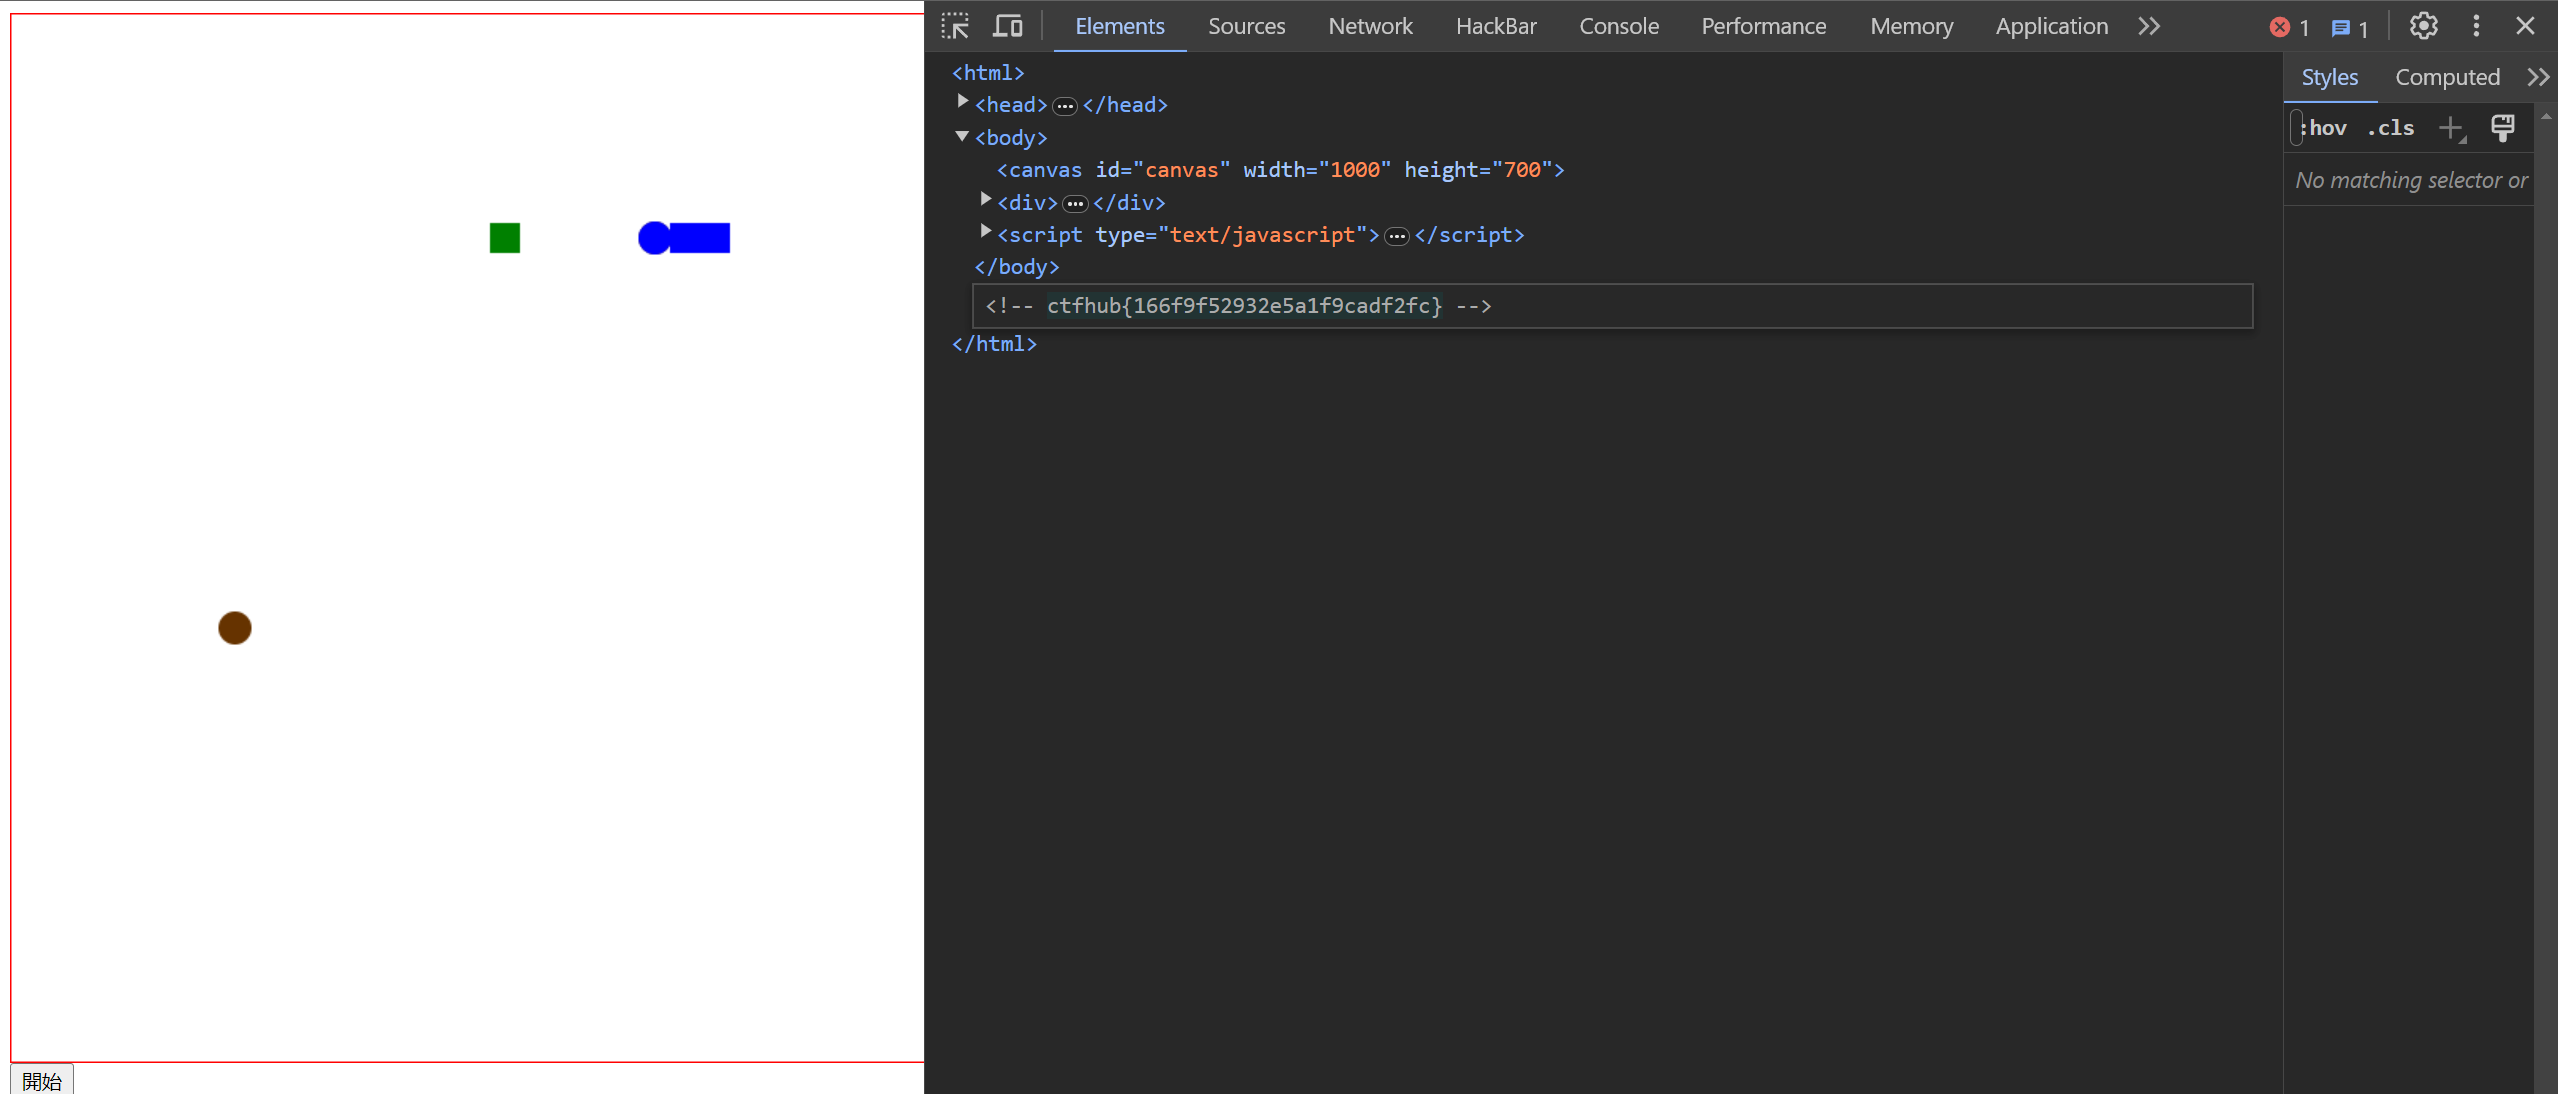 Elements Sources Network HackBar Console Performance Memory Application 1 1
<html>
<head> </head>
<body>
<canvas id="canvas" width="1000" height="700">
<div> </div>
<script type="text/javascript"> </script>
</body>
<!-- ctfhub{166f9f52932e5a1f9cadf2fc} -->
</html>
Styles Computed
:hov .cls
No matching selector or
開始